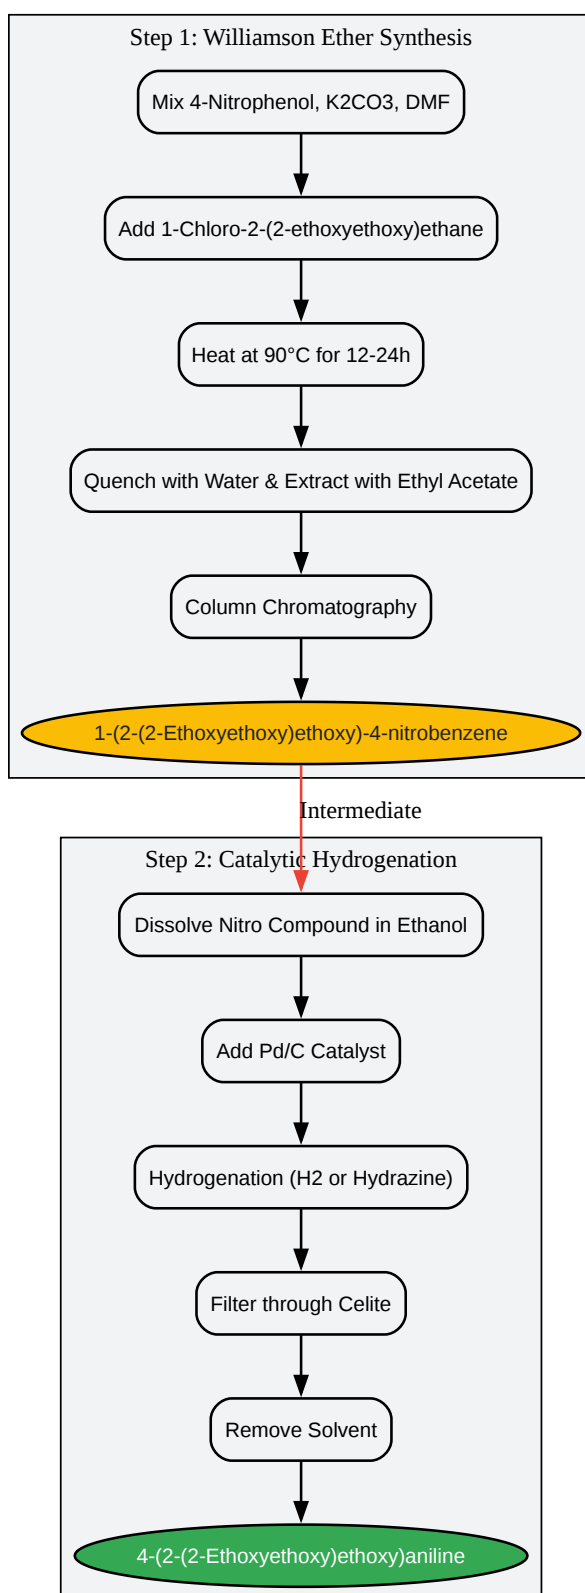 Step 1: Williamson Ether Synthesis
Mix 4-Nitrophenol, K2CO3, DMF
Add 1-Chloro-2-(2-ethoxyethoxy)ethane
Heat at 90°C for 12-24h
Quench with Water & Extract with Ethyl Acetate
Column Chromatography
1-(2-(2-Ethoxyethoxy)ethoxy)-4-nitrobenzene
Intermediate
Step 2: Catalytic Hydrogenation
Dissolve Nitro Compound in Ethanol
Add Pd/C Catalyst
Hydrogenation (H2 or Hydrazine)
Filter through Celite
Remove Solvent
4-(2-(2-Ethoxyethoxy)ethoxy)aniline